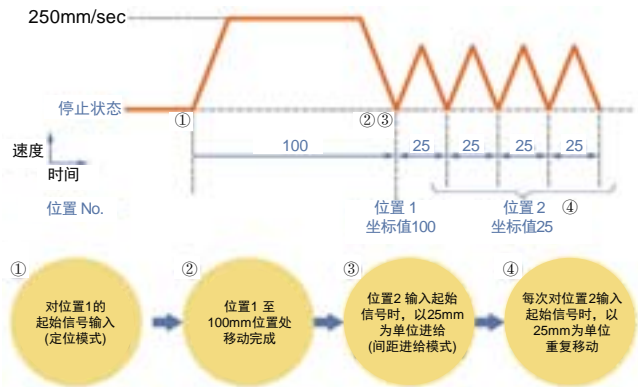 250mm/sec
停止状态
① ②③
速度
时间
100 25 25 25 25
位置 No.
位置 1
坐标值100
位置 2 ④
坐标值25
①
对位置1的
起始信号输入
(定位模式)
②
位置1 至
100mm位置处
移动完成
③
位置2 输入起始
信号时，以25mm
为单位进给
(间距进给模式)
④
每次对位置2输入
起始信号时，以
25mm为单位
重复移动